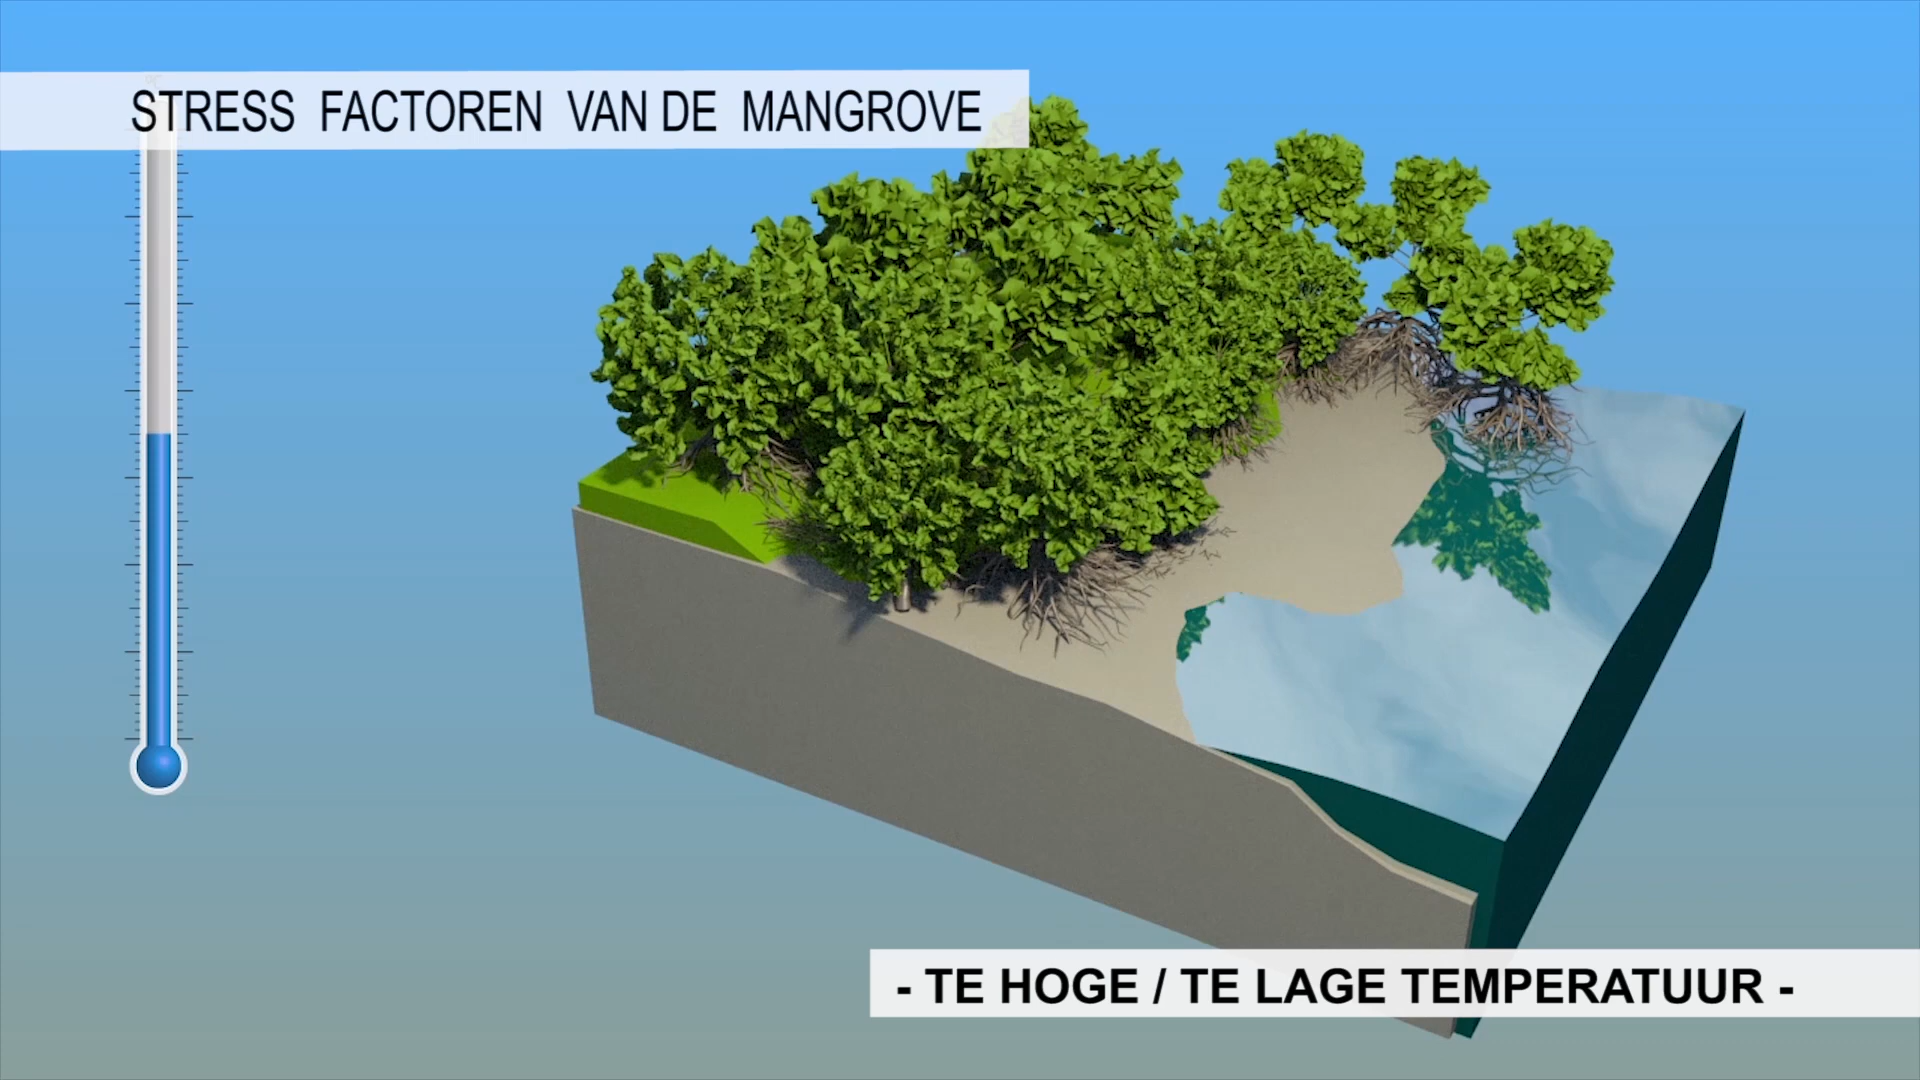 STRESS FACTOREN VAN DE MANGROVE
- TE HOGE / TE LAGE TEMPERATUUR -